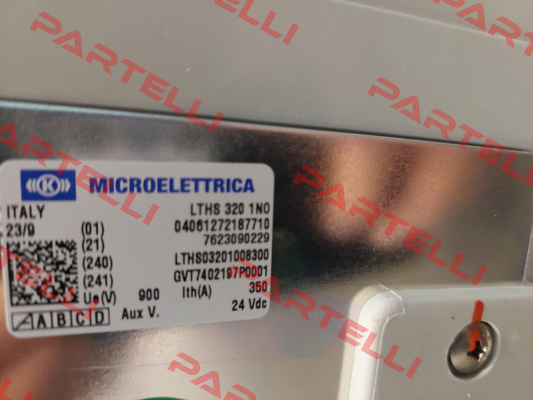 PARTELLI
PARTELLI
PARTELLI
PARTELLI
PARTELLI
PARTELLI
MICROELETTRICA
ITALY LTHS 320 1NO
23/9 (01) 04061272187710
(21) 7623090229
(240) LTHS03201008300
(241) GVT7402197P0001
Ue(V) 900 Ith(A) 350
A B C D Aux V. 24 Vdc